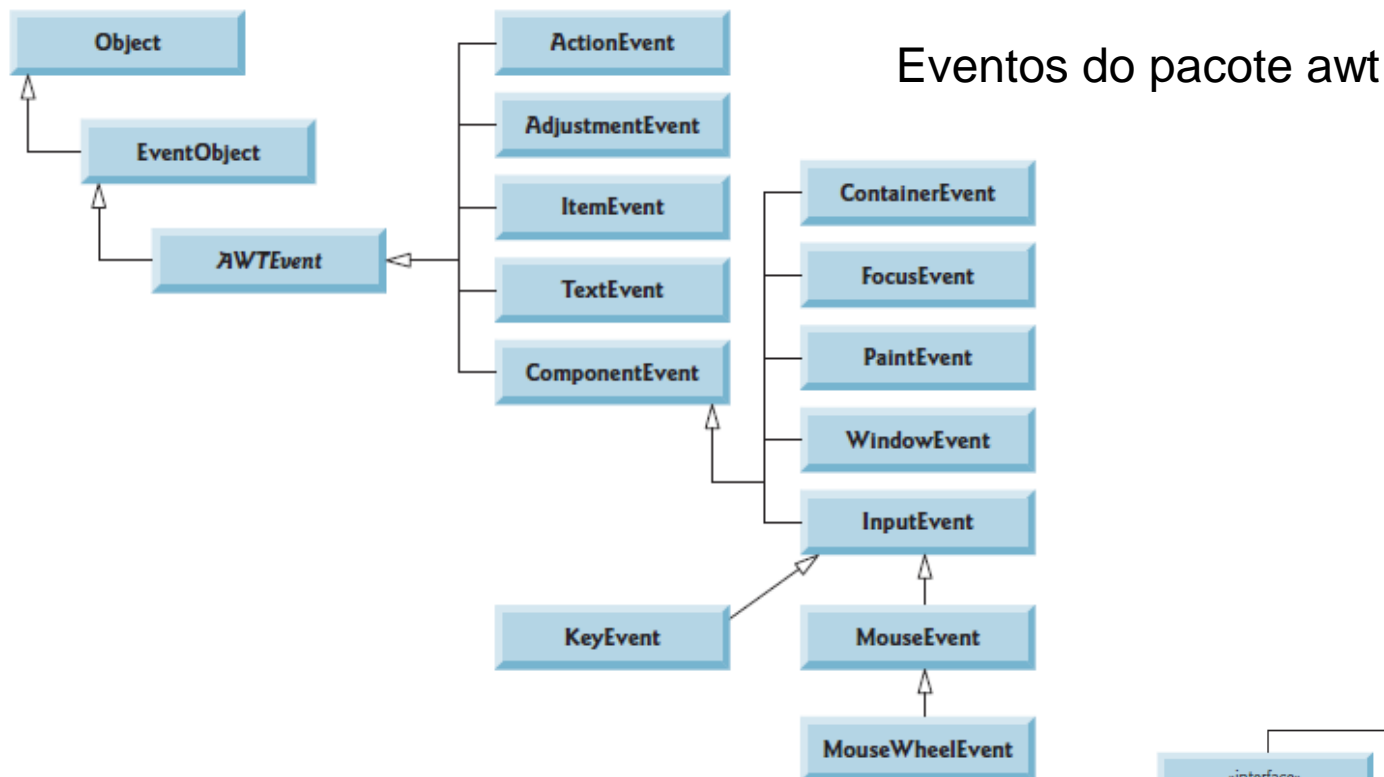 Object
ActionEvent
Eventos do pacote awt
AdjustmentEvent
EventObject
ContainerEvent
ItemEvent
AWTEvent
FocusEvent
TextEvent
PaintEvent
ComponentEvent
WindowEvent
InputEvent
KeyEvent
MouseEvent
MouseWheelEvent